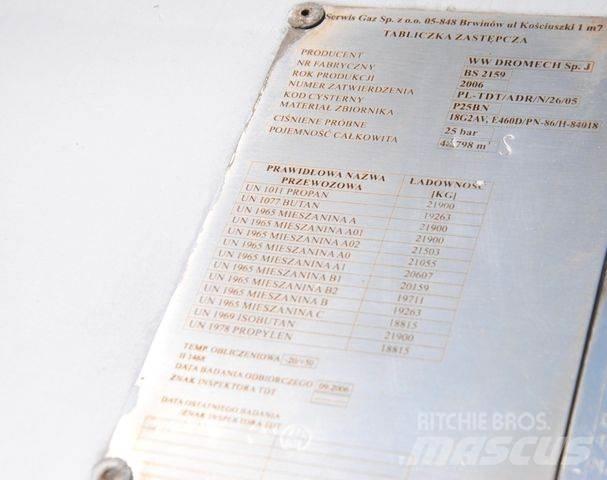 Serwis Gaz Sp. z o.o. 05-848 Brwinów ul Kościuszki 1 m7
TABLICZKA ZASTĘPCZA
PRODUCENT WW DROMECH Sp. J
NR FABRYCZNY BS 2159
ROK PRODUKCJI 2006
NUMER ZATWIERDZENIA PL-TDT/ADR/N/26/05
KOD CYSTERNY P25BN
MATERIAŁ ZBIORNIKA 18G2AV, E460D/PN-86/H-84018
CIŚNIENE PRÓBNE 25 bar
POJEMNOŚĆ CAŁKOWITA 798 m³ S
PRAWIDŁOWA NAZWA PRZEWOZOWA ŁADOWNOŚĆ [KG]
UN 1011 PROPAN 21900
UN 1077 BUTAN 19263
UN 1965 MIESZANINA A 21900
UN 1965 MIESZANINA A01 21900
UN 1965 MIESZANINA A02 21503
UN 1965 MIESZANINA A0 21055
UN 1965 MIESZANINA A1 20607
UN 1965 MIESZANINA B1 20159
UN 1965 MIESZANINA B2 19711
UN 1965 MIESZANINA B 19263
UN 1965 MIESZANINA C 18815
UN 1969 ISOBUTAN 21900
UN 1978 PROPYLEN 18815
TEMP OBLICZENIOWA -20/+50
II 1468
DATA BADANIA ODBIORCZEGO 09.2006
ZNAK INSPEKTORA TDT
DATA OSTATNIEGO BADANIA
ZNAK INSPEKTORA TDT
RITCHIE BROS.
MASCUS